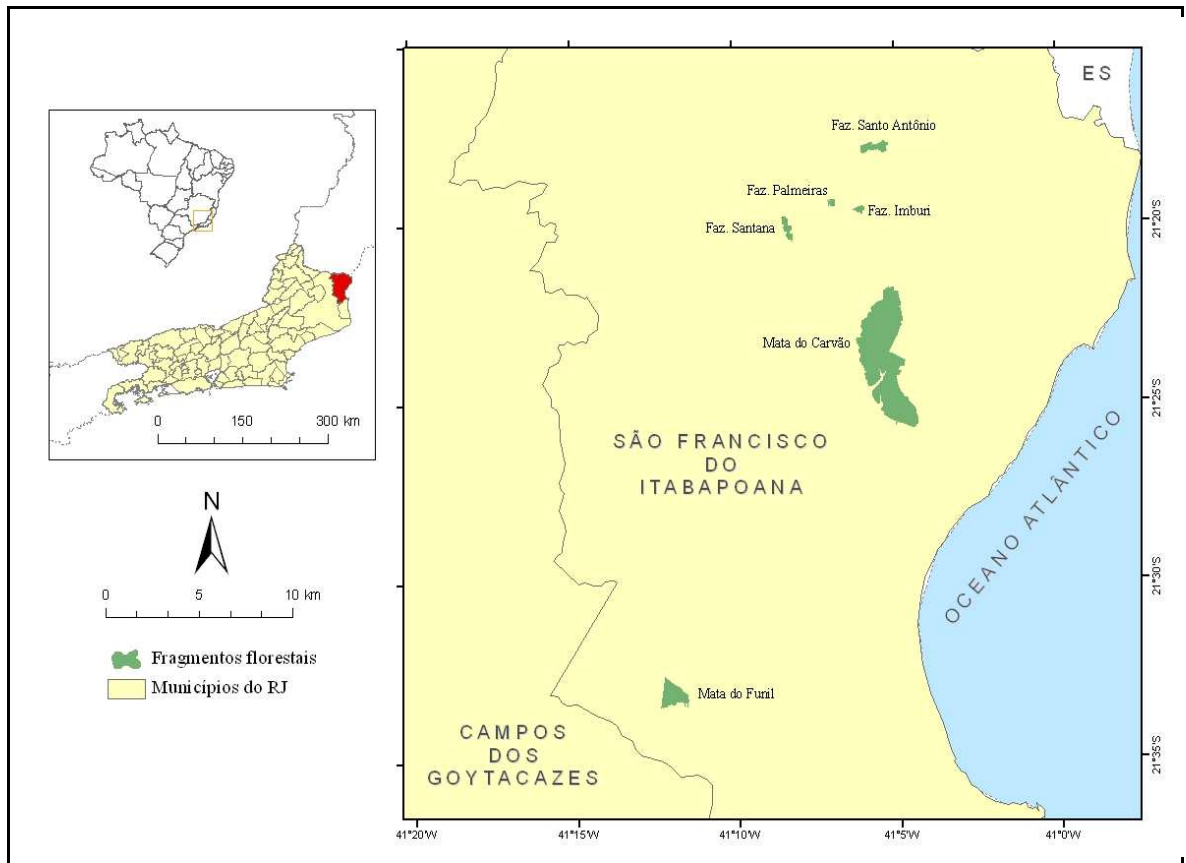 0 150 300 km
N
0 5 10 km
Fragmentos florestais
Municípios do RJ
ES
Faz. Santo Antônio
Faz. Palmeiras
Faz. Imburi
Faz. Santana
Mata do Carvão
SÃO FRANCISCO
DO
ITABAPOANA
OCEANO ATLÂNTICO
Mata do Funil
CAMPOS
DOS
GOYTACAZES
21°20'S
21°25'S
21°30'S
21°35'S
41°20'W 41°15'W 41°10'W 41°5'W 41°0'W